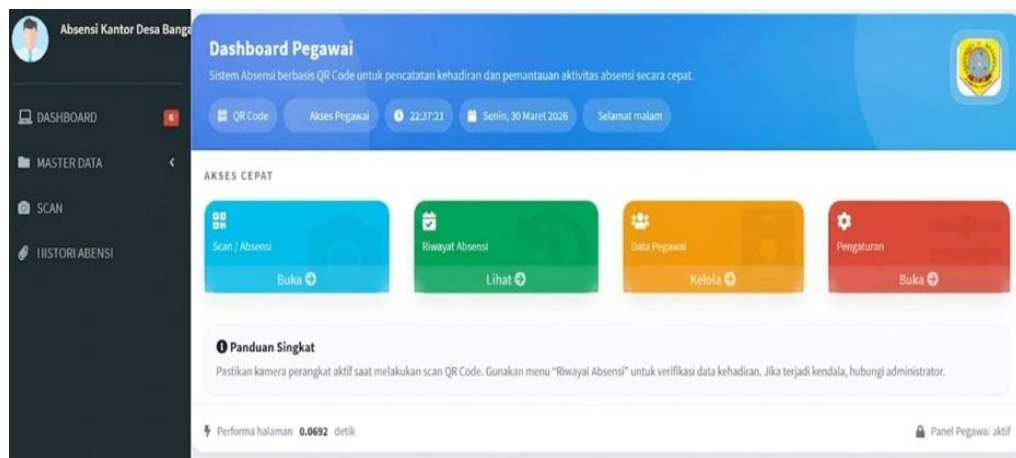 Absensi Kantor Desa Banga
DASHBOARD 6
MASTER DATA
SCAN
HISTORI ABENSI
Dashboard Pegawai
Sistem Absensi berbasis QR Code untuk pencatatan kehadiran dan pemantauan aktivitas absensi secara cepat.
QR Code Akses Pegawai 22:37:21 Senin, 30 Maret 2026 Selamat malam
AKSES CEPAT
Scan / Absensi
Buka
Riwayat Absensi
Lihat
Data Pegawai
Kelola
Pengaturan
Buka
Panduan Singkat
Pastikan kamera perangkat aktif saat melakukan scan QR Code. Gunakan menu "Riwayat Absensi" untuk verifikasi data kehadiran. Jika terjadi kendala, hubungi administrator.
Performa halaman 0.0692 detik
Panel Pegawai aktif